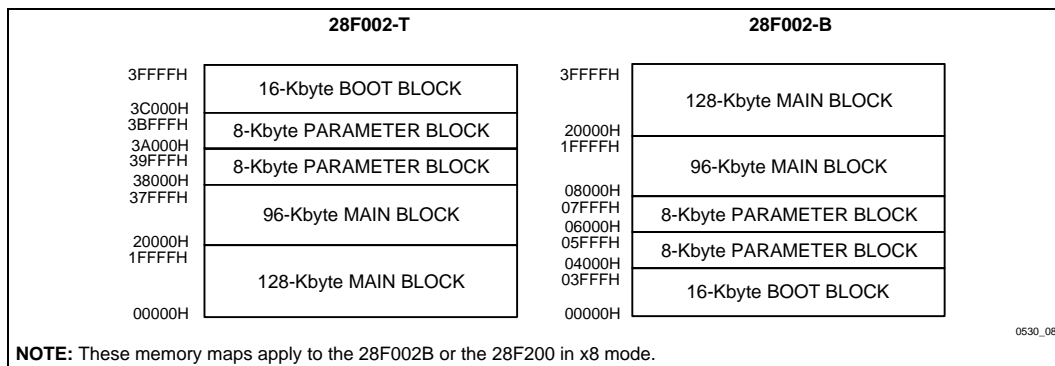 28F002-T
3FFFFH
16-Kbyte BOOT BLOCK
3C000H
3BFFFH
8-Kbyte PARAMETER BLOCK
3A000H
39FFFH
8-Kbyte PARAMETER BLOCK
38000H
37FFFH
96-Kbyte MAIN BLOCK
20000H
1FFFFH
128-Kbyte MAIN BLOCK
00000H
28F002-B
3FFFFH
128-Kbyte MAIN BLOCK
20000H
1FFFFH
96-Kbyte MAIN BLOCK
08000H
07FFFH
8-Kbyte PARAMETER BLOCK
06000H
05FFFH
8-Kbyte PARAMETER BLOCK
04000H
03FFFH
16-Kbyte BOOT BLOCK
00000H
0530_08
NOTE: These memory maps apply to the 28F002B or the 28F200 in x8 mode.